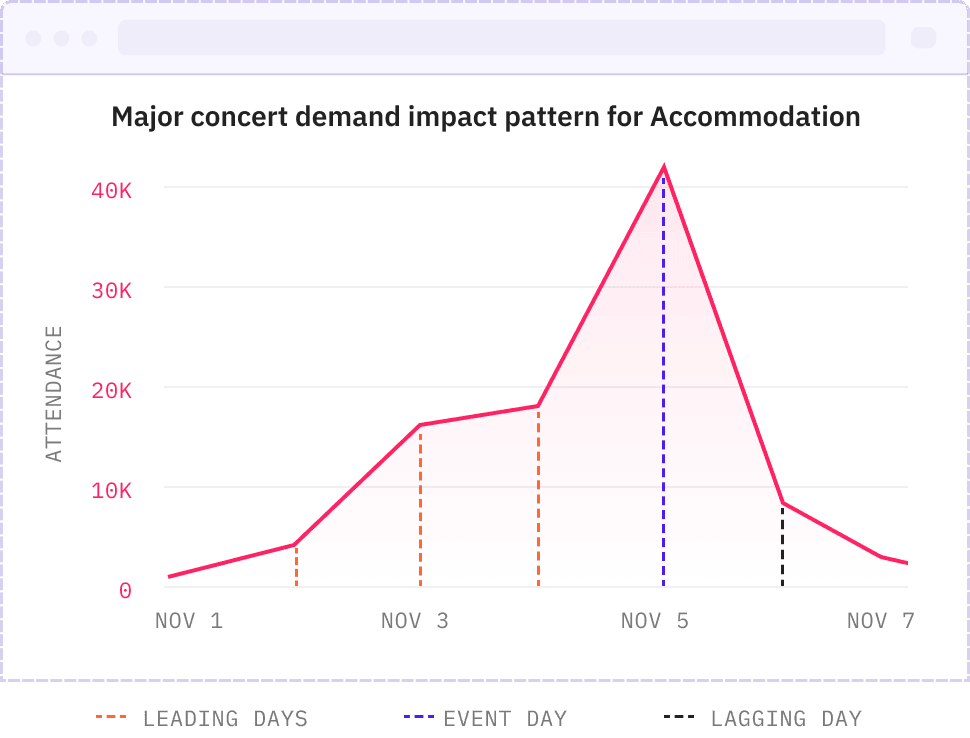 Major concert demand impact pattern for Accommodation
40K
30K
20K
10K
0
ATTENDANCE
NOV 1 NOV 3 NOV 5 NOV 7
LEADING DAYS EVENT DAY LAGGING DAY